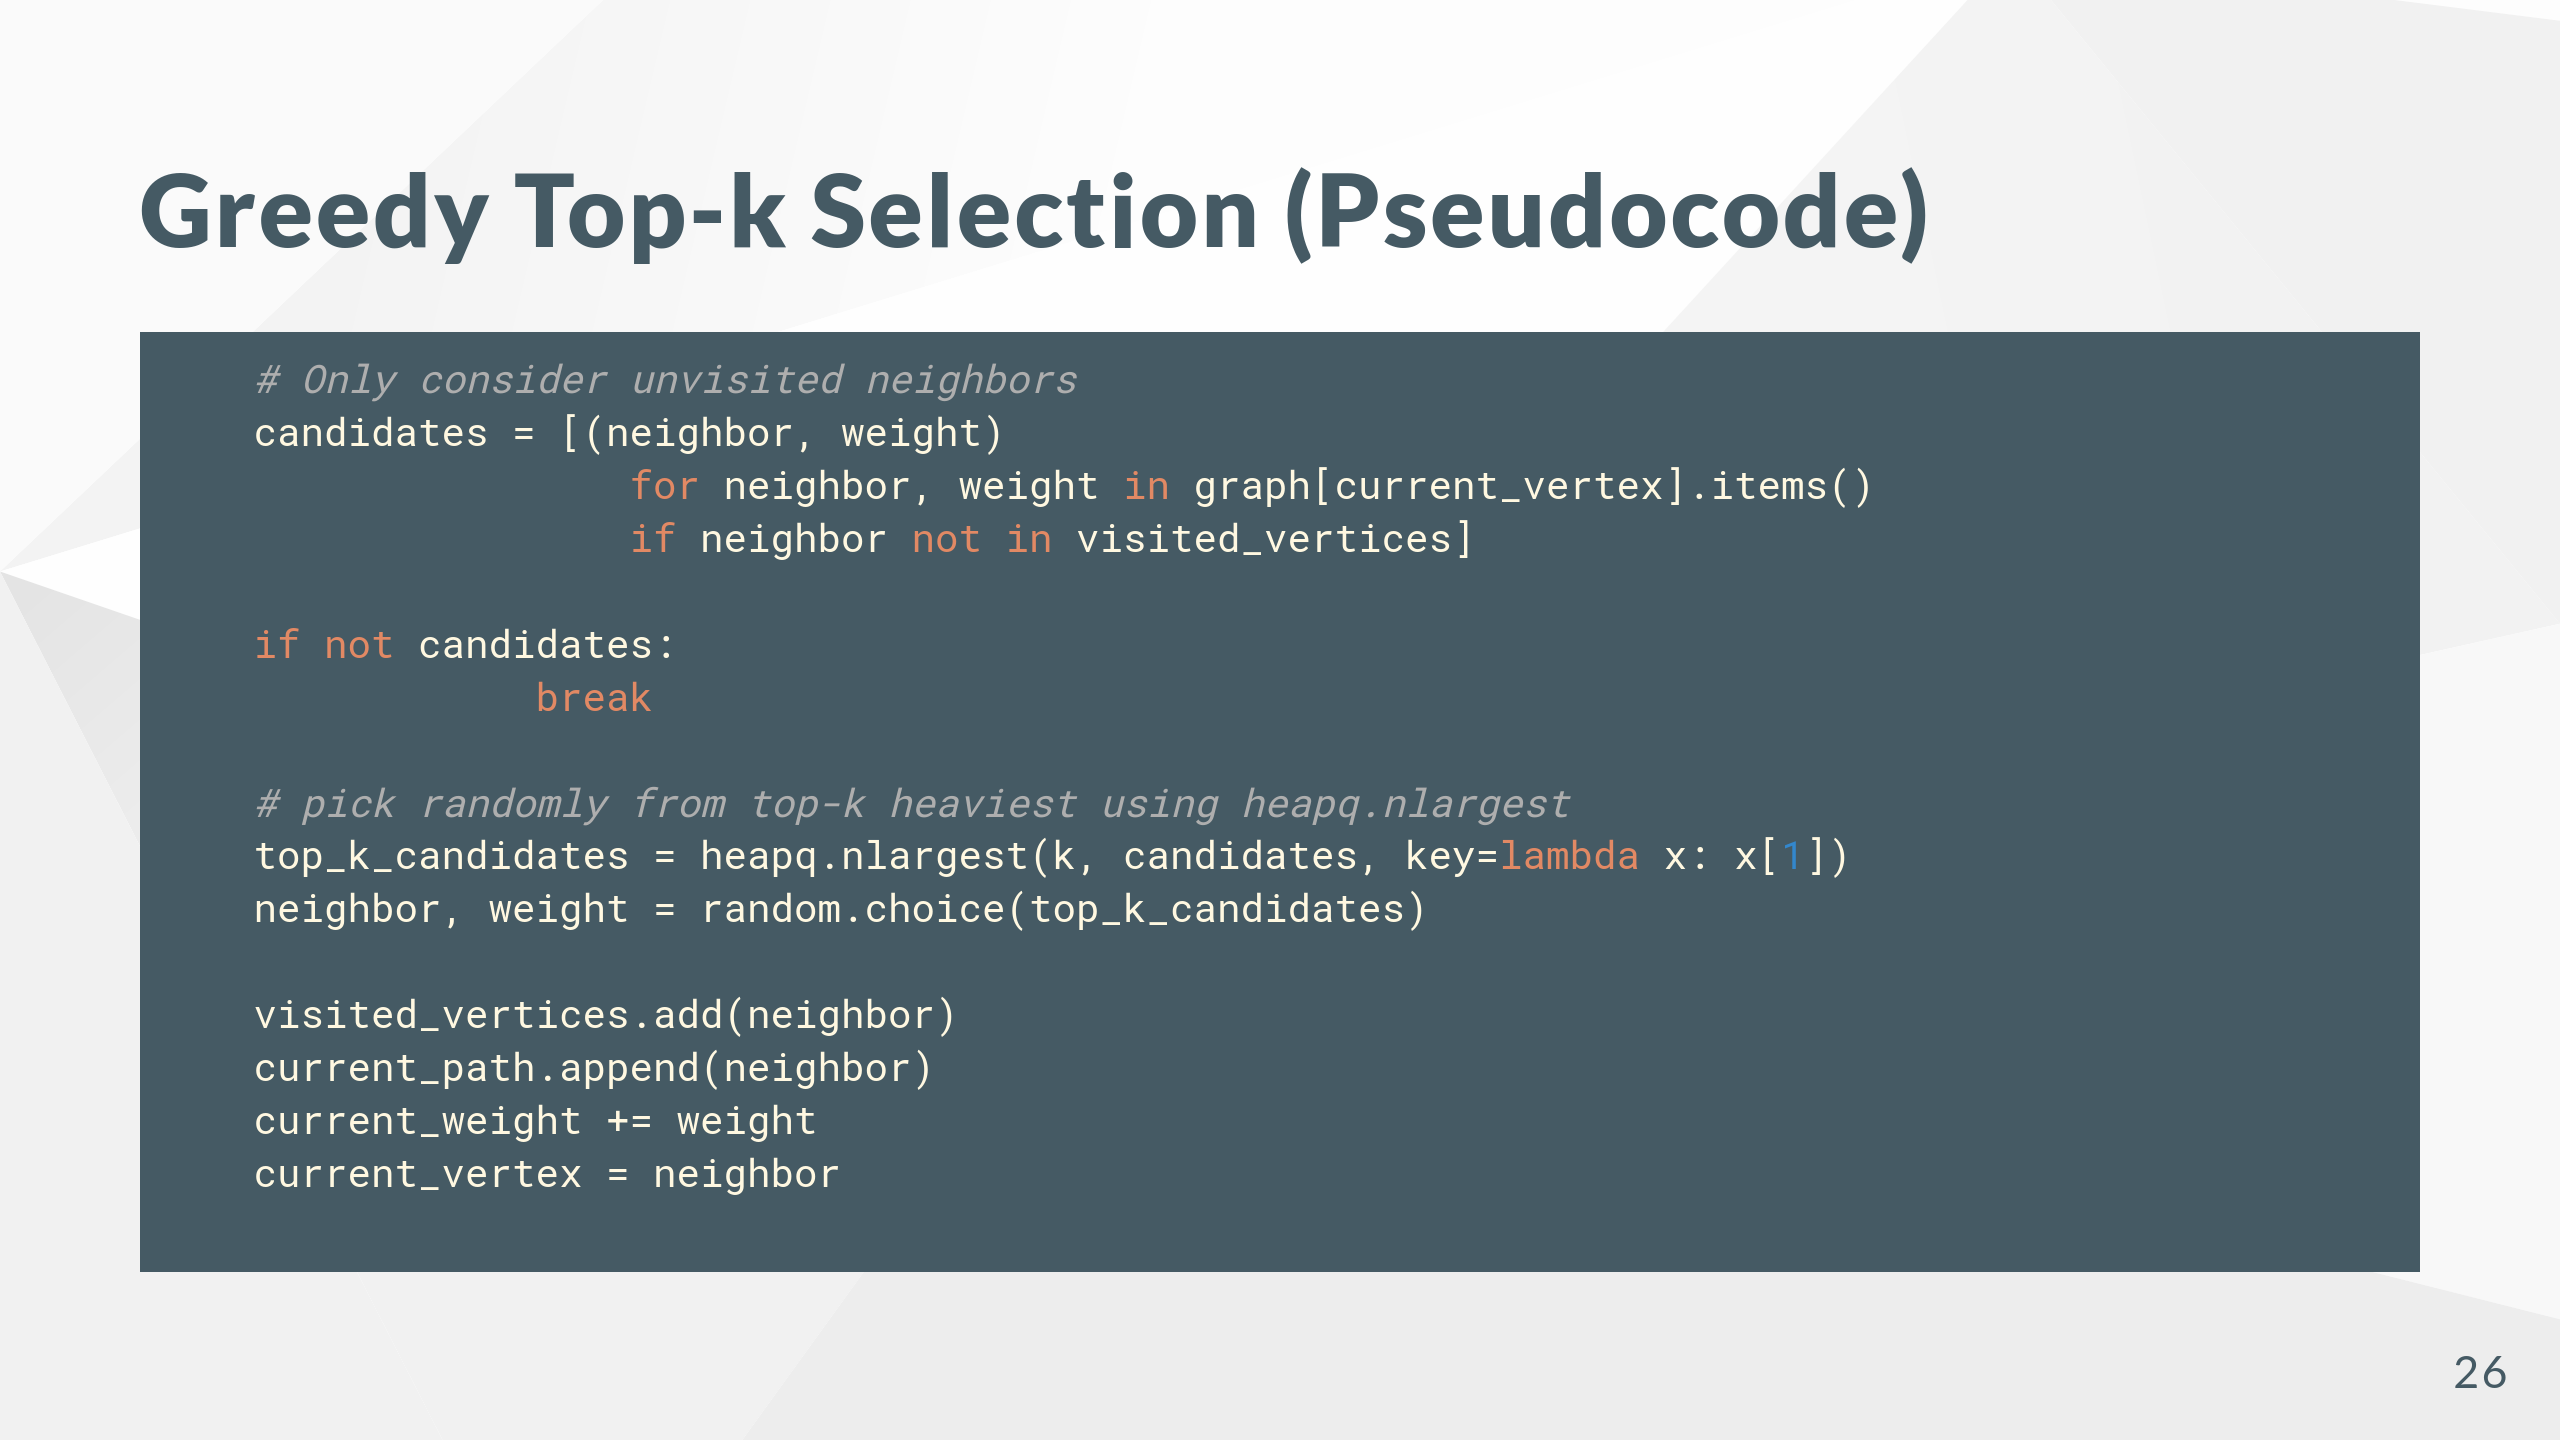 Greedy Top-k Selection (Pseudocode)
# Only consider unvisited neighbors
candidates = [(neighbor, weight)
for neighbor, weight in graph[current_vertex].items()
if neighbor not in visited_vertices]
if not candidates:
break
# pick randomly from top-k heaviest using heapq.nlargest
top_k_candidates = heapq.nlargest(k, candidates, key=lambda x: x[1])
neighbor, weight = random.choice(top_k_candidates)
visited_vertices.add(neighbor)
current_path.append(neighbor)
current_weight += weight
current_vertex = neighbor
26